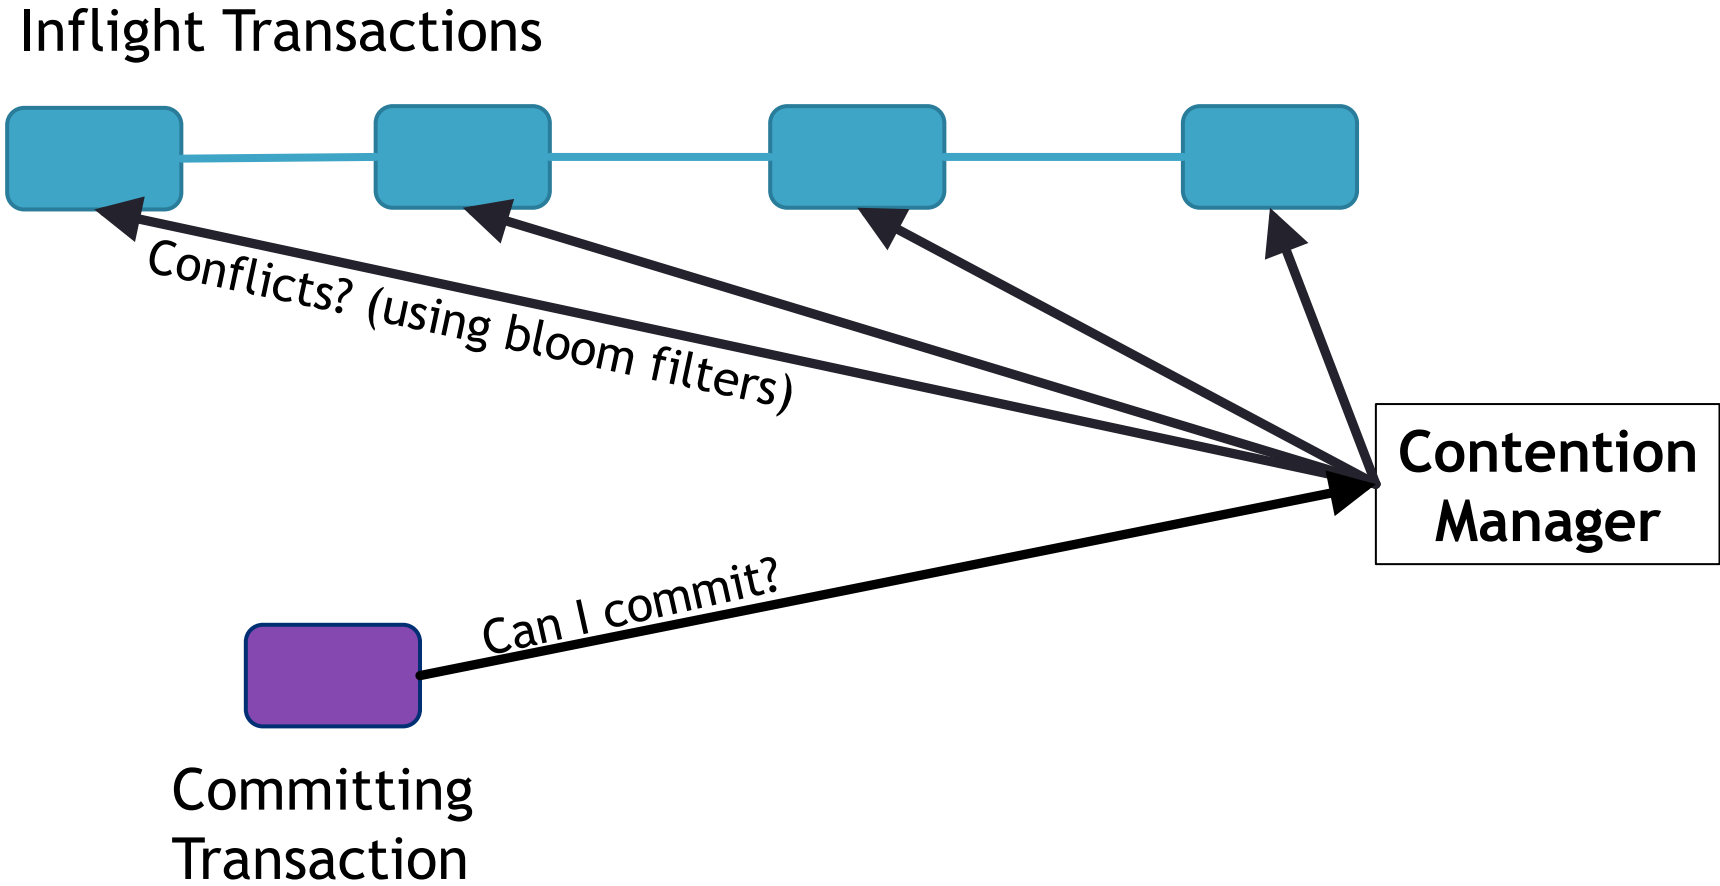 Inflight Transactions
Conflicts? (using bloom filters)
Contention
Manager
Can I commit?
Committing
Transaction